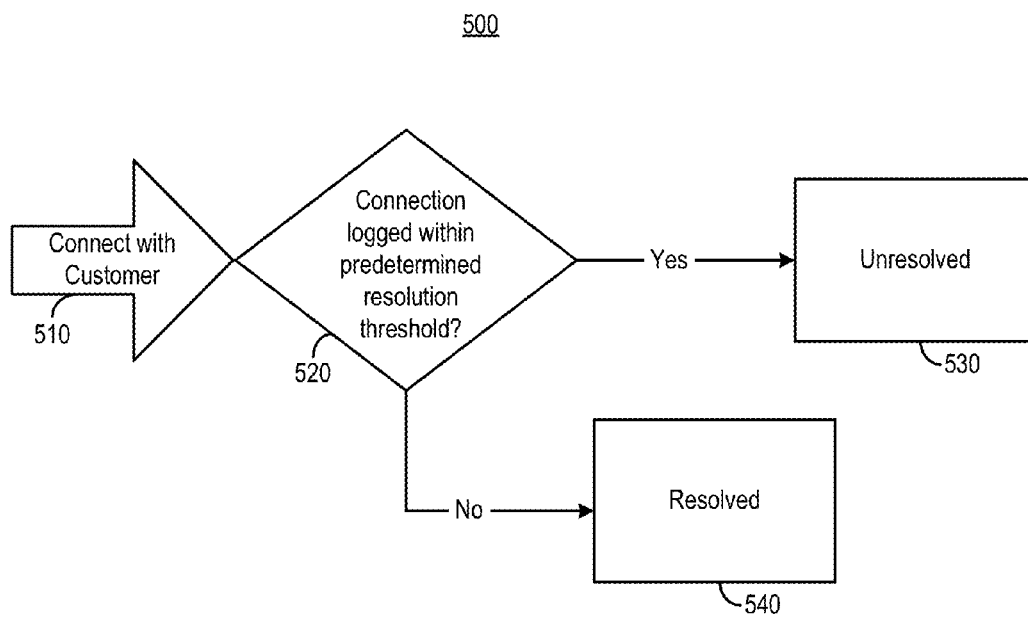 500
Connect with
Customer
510
Connection
logged within
predetermined
resolution
threshold?
520
Yes
Unresolved
530
No
Resolved
540